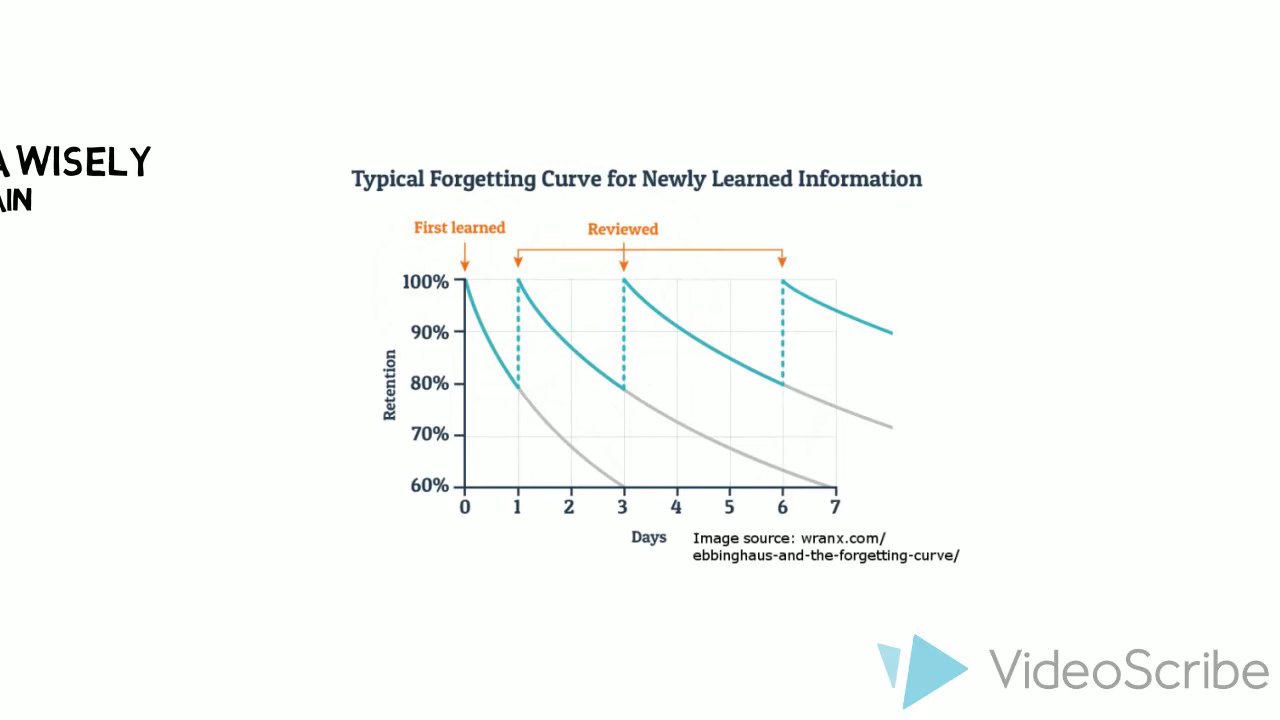 WISELY
Typical Forgetting Curve for Newly Learned Information
First learned
Reviewed
100%
90%
80%
70%
60%
Retention
0 1 2 3 4 5 6 7
Days
Image source: wranx.com/
ebbinghaus-and-the-forgetting-curve/
VideoScribe